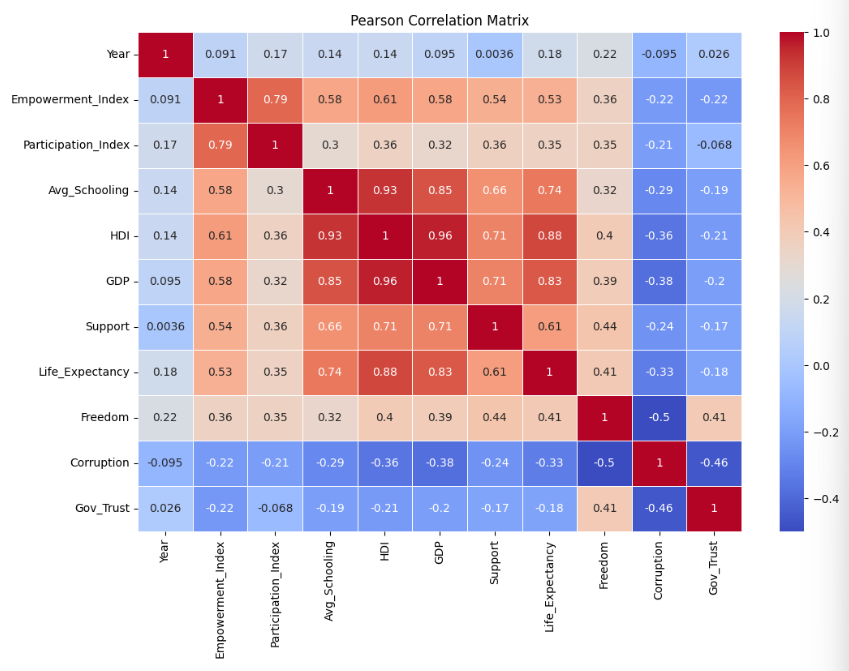 Pearson Correlation Matrix
Year 1 0.091 0.17 0.14 0.14 0.095 0.0036 0.18 0.22 -0.095 0.026
Empowerment_Index 0.091 1 0.79 0.58 0.61 0.58 0.54 0.53 0.36 -0.22 -0.22
Participation_Index 0.17 0.79 1 0.3 0.36 0.32 0.36 0.35 0.35 -0.21 -0.068
Avg_Schooling 0.14 0.58 0.3 1 0.93 0.85 0.66 0.74 0.32 -0.29 -0.19
HDI 0.14 0.61 0.36 0.93 1 0.96 0.71 0.88 0.4 -0.36 -0.21
GDP 0.095 0.58 0.32 0.85 0.96 1 0.71 0.83 0.39 -0.38 -0.2
Support 0.0036 0.54 0.36 0.66 0.71 0.71 1 0.61 0.44 -0.24 -0.17
Life_Expectancy 0.18 0.53 0.35 0.74 0.88 0.83 0.61 1 0.41 -0.33 -0.18
Freedom 0.22 0.36 0.35 0.32 0.4 0.39 0.44 0.41 1 -0.5 0.41
Corruption -0.095 -0.22 -0.21 -0.29 -0.36 -0.38 -0.24 -0.33 -0.5 1 -0.46
Gov_Trust 0.026 -0.22 -0.068 -0.19 -0.21 -0.2 -0.17 -0.18 0.41 -0.46 1
Year
Empowerment_Index
Participation_Index
Avg_Schooling
HDI
GDP
Support
Life_Expectancy
Freedom
Corruption
Gov_Trust
1.0
0.8
0.6
0.4
0.2
0.0
−0.2
−0.4